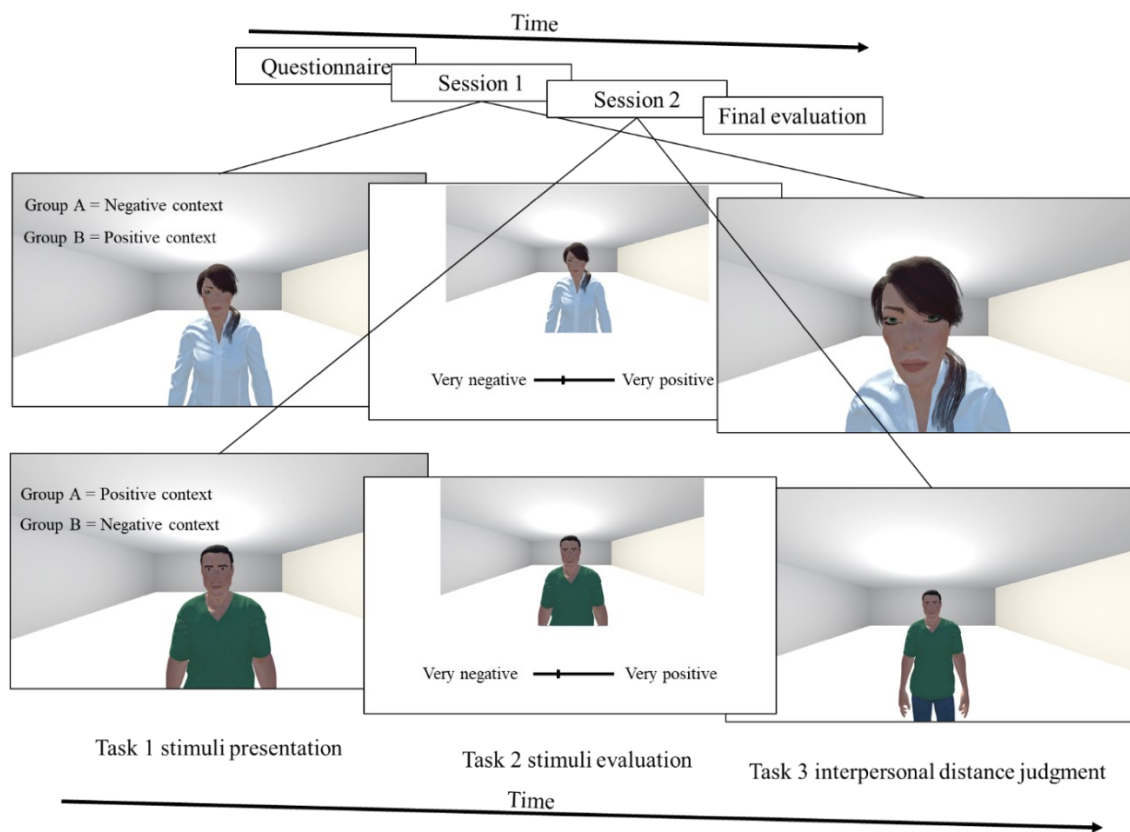 Time
Questionnaire
Session 1
Session 2
Final evaluation
Group A = Negative context
Group B = Positive context
Very negative
Very positive
Group A = Positive context
Group B = Negative context
Very negative
Very positive
Task 1 stimuli presentation
Task 2 stimuli evaluation
Task 3 interpersonal distance judgment
Time